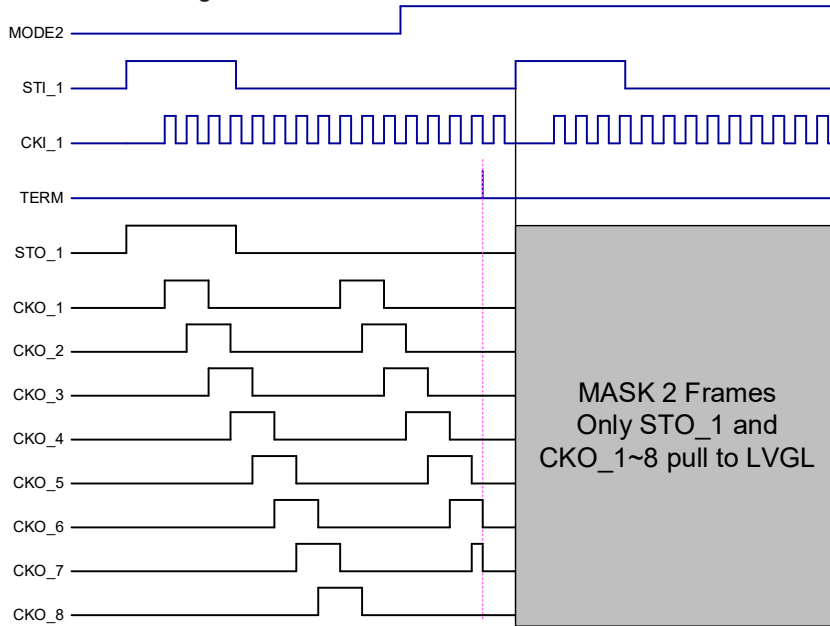 MODE2
STI_1
CKI_1
TERM
STO_1
CKO_1
CKO_2
CKO_3
CKO_4
CKO_5
CKO_6
CKO_7
CKO_8
MASK 2 Frames
Only STO_1 and
CKO_1~8 pull to LVGL